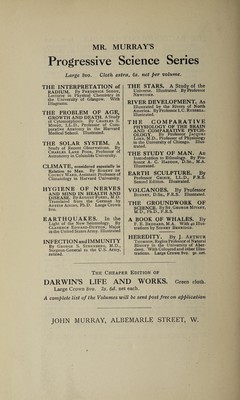 MR. MURRAY'S
Progressive Science Series
Large 8vo. Cloth extra, 6s. net per volume.
THE INTERPRETATION of
RADIUM. By FREDERICK SODDY,
Lecturer in Physical Chemistry in
the University of Glasgow. With
Diagrams.
THE PROBLEM OF AGE,
GROWTH AND DEATH. A Study
of Cytomorphosis. By CHARLES S.
MINOT, LL.D., Professor of Comparative
Anatomy in the Harvard
Medical School. Illustrated.
THE SOLAR SYSTEM. A
Study of Recent Observations. By
CHARLES LANE POOR, Professor of
Astronomy in Columbia University.
CLIMATE, considered especially in
Relation to Man. By ROBERT DE
COURCY WARD, Assistant Professor of
Climatology in Harvard University.
HYGIENE OF NERVES
AND MIND IN HEALTH AND
DISEASE. By AUGUST FOREL, M.D.
Translated from the German by
AUSTIN AIKINS, Ph.D. Large Crown
8vo.
EARTHQUAKES. In the
Light of the New Seismology. By
CLARENCE EDWARD DUTTON, Major
in the United States Army. Illustrated.
INFECTION and IMMUNITY
By GEORGE S. STERNBERG, M.D.,
Surgeon-General to the U.S. Army,
retired.
THE STARS. A Study of the
Universe. Illustrated. By Professor
NEWCOMB.
RIVER DEVELOPMENT, As
Illustrated by the Rivers of North
America. By Professor I. C. RUSSELL.
Illustrated.
THE COMPARATIVE
PHYSIOLOGY OF THE BRAIN
AND COMPARATIVE PSYCHOLOGY.
By Professor JACQUES
LOEB, M.D., Professor of Physiology
in the University of Chicago. Illustrated.
THE STUDY OF MAN. An
Introduction to Ethnology. By Professor
A. C. HADDON, D.Sc., M.A.
Illustrated.
EARTH SCULPTURE. By
Professor GEIKIE, LL.D., F.R.S.
Second Edition. Illustrated.
VOLCANOES. By Professor
BONNEY, D.Sc., F.R.S. Illustrated
THE GROUNDWORK OF
SCIENCE. By ST. GEORGE MIVART,
M.D., Ph.D., F.R.S.
A BOOK OF WHALES. By
F. E. BEDDARD, M.A. With 40 Illustrations
by SIDNEY BERRIDGE.
HEREDITY. By J. ARTHUR
THOMSON, Regius Professor of Natural
History in the University of Aberdeen.
With Coloured and other Illustrations.
Large Crown 8vo. 9s. net.
THE CHEAPER EDITION OF
DARWIN'S LIFE AND WORKS. Green cloth.
Large Crown 8vo. 2s. 6d. net each.
A complete list of the Volumes will be sent post free on application
JOHN MURRAY, ALBEMARLE STREET, W.